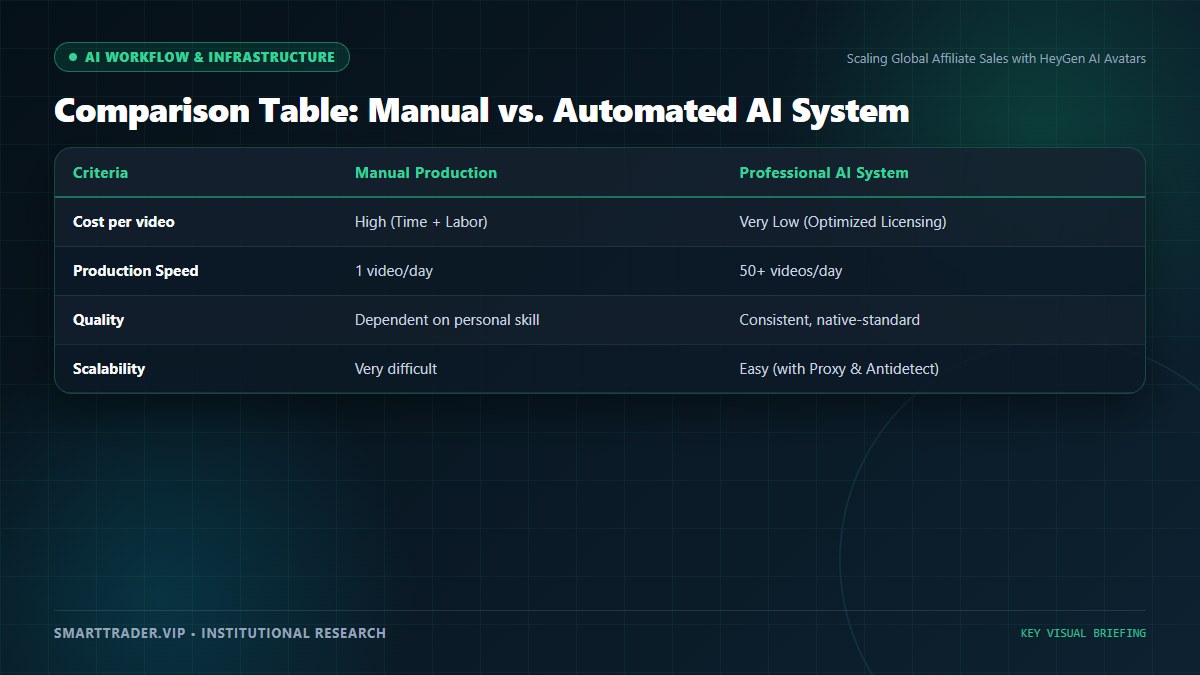 AI WORKFLOW & INFRASTRUCTURE
Scaling Global Affiliate Sales with HeyGen AI Avatars
Comparison Table: Manual vs. Automated AI System
Criteria Manual Production Professional AI System
Cost per video High (Time + Labor) Very Low (Optimized Licensing)
Production Speed 1 video/day 50+ videos/day
Quality Dependent on personal skill Consistent, native-standard
Scalability Very difficult Easy (with Proxy & Antidetect)
SMARTTRADER.VIP • INSTITUTIONAL RESEARCH
KEY VISUAL BRIEFING